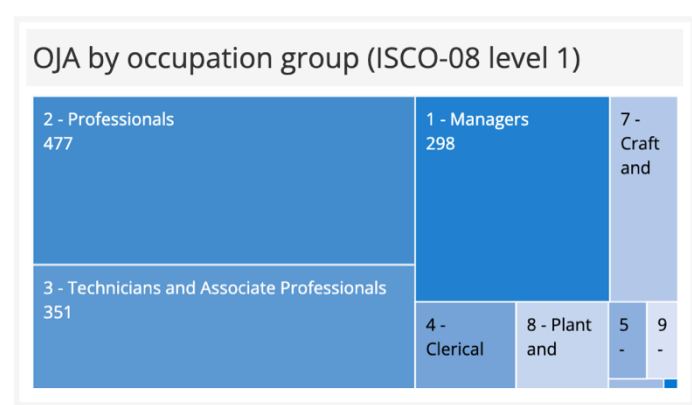 OJA by occupation group (ISCO-08 level 1)
2 - Professionals
477
1 - Managers
298
7 -
Craft
and
3 - Technicians and Associate Professionals
351
4 -
Clerical
8 - Plant
and
5
-
9
-